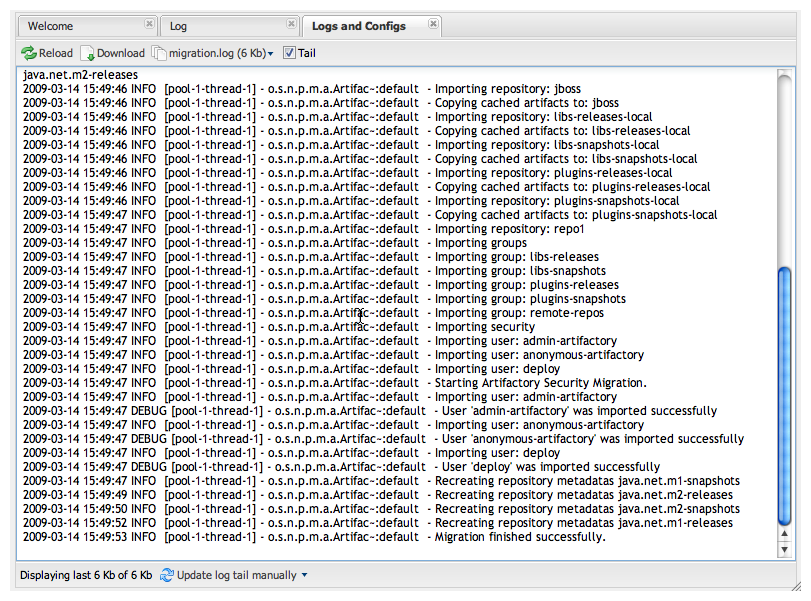 Welcome
Log
Logs and Configs
Reload Download migration.log (6 Kb) Tail
java.net.m2-releases
2009-03-14 15:49:46 INFO [pool-1-thread-1] - o.s.n.p.m.a.Artifac~:default - Importing repository: jboss
2009-03-14 15:49:46 INFO [pool-1-thread-1] - o.s.n.p.m.a.Artifac~:default - Copying cached artifacts to: jboss
2009-03-14 15:49:46 INFO [pool-1-thread-1] - o.s.n.p.m.a.Artifac~:default - Importing repository: libs-releases-local
2009-03-14 15:49:46 INFO [pool-1-thread-1] - o.s.n.p.m.a.Artifac~:default - Copying cached artifacts to: libs-releases-local
2009-03-14 15:49:46 INFO [pool-1-thread-1] - o.s.n.p.m.a.Artifac~:default - Importing repository: libs-snapshots-local
2009-03-14 15:49:46 INFO [pool-1-thread-1] - o.s.n.p.m.a.Artifac~:default - Copying cached artifacts to: libs-snapshots-local
2009-03-14 15:49:46 INFO [pool-1-thread-1] - o.s.n.p.m.a.Artifac~:default - Importing repository: plugins-releases-local
2009-03-14 15:49:46 INFO [pool-1-thread-1] - o.s.n.p.m.a.Artifac~:default - Copying cached artifacts to: plugins-releases-local
2009-03-14 15:49:46 INFO [pool-1-thread-1] - o.s.n.p.m.a.Artifac~:default - Importing repository: plugins-snapshots-local
2009-03-14 15:49:47 INFO [pool-1-thread-1] - o.s.n.p.m.a.Artifac~:default - Copying cached artifacts to: plugins-snapshots-local
2009-03-14 15:49:47 INFO [pool-1-thread-1] - o.s.n.p.m.a.Artifac~:default - Importing repository: repo1
2009-03-14 15:49:47 INFO [pool-1-thread-1] - o.s.n.p.m.a.Artifac~:default - Importing groups
2009-03-14 15:49:47 INFO [pool-1-thread-1] - o.s.n.p.m.a.Artifac~:default - Importing group: libs-releases
2009-03-14 15:49:47 INFO [pool-1-thread-1] - o.s.n.p.m.a.Artifac~:default - Importing group: libs-snapshots
2009-03-14 15:49:47 INFO [pool-1-thread-1] - o.s.n.p.m.a.Artifac~:default - Importing group: plugins-releases
2009-03-14 15:49:47 INFO [pool-1-thread-1] - o.s.n.p.m.a.Artifac~:default - Importing group: plugins-snapshots
2009-03-14 15:49:47 INFO [pool-1-thread-1] - o.s.n.p.m.a.Artifac~:default - Importing group: remote-repos
2009-03-14 15:49:47 INFO [pool-1-thread-1] - o.s.n.p.m.a.Artifac~:default - Importing security
2009-03-14 15:49:47 INFO [pool-1-thread-1] - o.s.n.p.m.a.Artifac~:default - Importing user: admin-artifactory
2009-03-14 15:49:47 INFO [pool-1-thread-1] - o.s.n.p.m.a.Artifac~:default - Importing user: anonymous-artifactory
2009-03-14 15:49:47 INFO [pool-1-thread-1] - o.s.n.p.m.a.Artifac~:default - Importing user: deploy
2009-03-14 15:49:47 INFO [pool-1-thread-1] - o.s.n.p.m.a.Artifac~:default - Starting Artifactory Security Migration.
2009-03-14 15:49:47 INFO [pool-1-thread-1] - o.s.n.p.m.a.Artifac~:default - Importing user: admin-artifactory
2009-03-14 15:49:47 DEBUG [pool-1-thread-1] - o.s.n.p.m.a.Artifac~:default - User 'admin-artifactory' was imported successfully
2009-03-14 15:49:47 INFO [pool-1-thread-1] - o.s.n.p.m.a.Artifac~:default - Importing user: anonymous-artifactory
2009-03-14 15:49:47 DEBUG [pool-1-thread-1] - o.s.n.p.m.a.Artifac~:default - User 'anonymous-artifactory' was imported successfully
2009-03-14 15:49:47 INFO [pool-1-thread-1] - o.s.n.p.m.a.Artifac~:default - Importing user: deploy
2009-03-14 15:49:47 DEBUG [pool-1-thread-1] - o.s.n.p.m.a.Artifac~:default - User 'deploy' was imported successfully
2009-03-14 15:49:47 INFO [pool-1-thread-1] - o.s.n.p.m.a.Artifac~:default - Recreating repository metadatas java.net.m1-snapshots
2009-03-14 15:49:49 INFO [pool-1-thread-1] - o.s.n.p.m.a.Artifac~:default - Recreating repository metadatas java.net.m2-releases
2009-03-14 15:49:50 INFO [pool-1-thread-1] - o.s.n.p.m.a.Artifac~:default - Recreating repository metadatas java.net.m2-snapshots
2009-03-14 15:49:52 INFO [pool-1-thread-1] - o.s.n.p.m.a.Artifac~:default - Recreating repository metadatas java.net.m1-releases
2009-03-14 15:49:53 INFO [pool-1-thread-1] - o.s.n.p.m.a.Artifac~:default - Migration finished successfully.
Displaying last 6 Kb of 6 Kb Update log tail manually